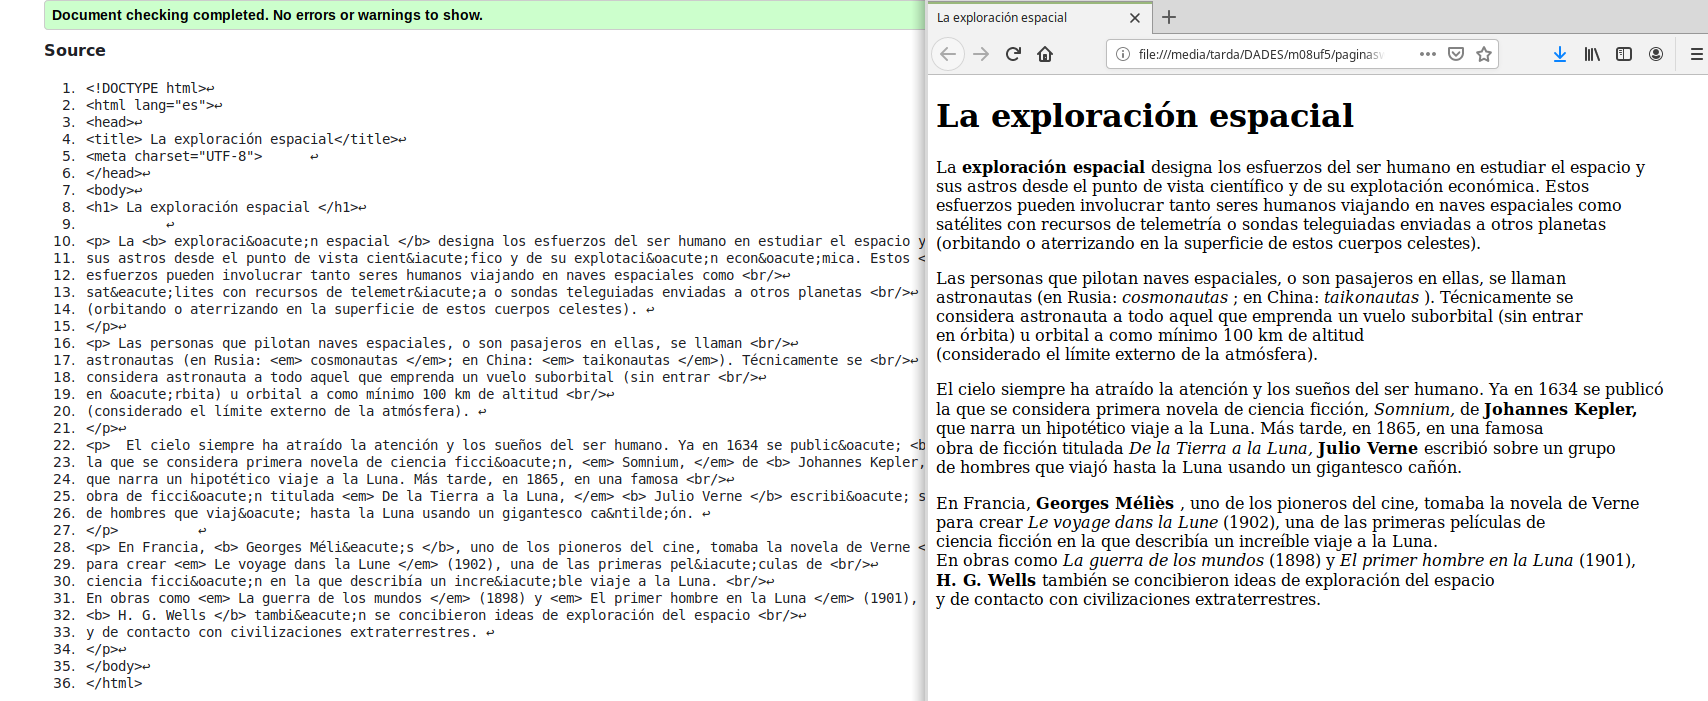 Document checking completed. No errors or warnings to show.
Source
1. <!DOCTYPE html>↩
2. <html lang="es">↩
3. <head>↩
4. <title> La exploración espacial</title>↩
5. <meta charset="UTF-8"> ↩
6. </head>↩
7. <body>↩
8. <h1> La exploración espacial </h1>↩
9. ↩
10. <p> La <b> exploraci&oacute;n espacial </b> designa los esfuerzos del ser humano en estudiar el espacio y
11. sus astros desde el punto de vista cient&iacute;fico y de su explotaci&oacute;n econ&oacute;mica. Estos <
12. esfuerzos pueden involucrar tanto seres humanos viajando en naves espaciales como <br/>↩
13. sat&eacute;lites con recursos de telemetr&iacute;a o sondas teleguiadas enviadas a otros planetas <br/>↩
14. (orbitando o aterrizando en la superficie de estos cuerpos celestes). ↩
15. </p>↩
16. <p> Las personas que pilotan naves espaciales, o son pasajeros en ellas, se llaman <br/>↩
17. astronautas (en Rusia: <em> cosmonautas </em>; en China: <em> taikonautas </em>). Técnicamente se <br/>↩
18. considera astronauta a todo aquel que emprenda un vuelo suborbital (sin entrar <br/>↩
19. en &oacute;rbita) u orbital a como mínimo 100 km de altitud <br/>↩
20. (considerado el límite externo de la atmósfera). ↩
21. </p>↩
22. <p>  El cielo siempre ha atraído la atención y los sueños del ser humano. Ya en 1634 se public&oacute; <b
23. la que se considera primera novela de ciencia ficci&oacute;n, <em> Somnium, </em> de <b> Johannes Kepler,
24. que narra un hipotético viaje a la Luna. Más tarde, en 1865, en una famosa <br/>↩
25. obra de ficci&oacute;n titulada <em> De la Tierra a la Luna, </em> <b> Julio Verne </b> escribi&oacute; s
26. de hombres que viaj&oacute; hasta la Luna usando un gigantesco ca&ntilde;ón. ↩
27. </p> ↩
28. <p> En Francia, <b> Georges Méli&eacute;s </b>, uno de los pioneros del cine, tomaba la novela de Verne <
29. para crear <em> Le voyage dans la Lune </em> (1902), una de las primeras pel&iacute;culas de <br/>↩
30. ciencia ficci&oacute;n en la que describía un incre&iacute;ble viaje a la Luna. <br/>↩
31. En obras como <em> La guerra de los mundos </em> (1898) y <em> El primer hombre en la Luna </em> (1901),
32. <b> H. G. Wells </b> tambi&eacute;n se concibieron ideas de exploración del espacio <br/>↩
33. y de contacto con civilizaciones extraterrestres. ↩
34. </p>↩
35. </body>↩
36. </html>
La exploración espacial
file:///media/tarda/DADES/m08uf5/paginasw
La exploración espacial
La exploración espacial designa los esfuerzos del ser humano en estudiar el espacio y
sus astros desde el punto de vista científico y de su explotación económica. Estos
esfuerzos pueden involucrar tanto seres humanos viajando en naves espaciales como
satélites con recursos de telemetría o sondas teleguiadas enviadas a otros planetas
(orbitando o aterrizando en la superficie de estos cuerpos celestes).
Las personas que pilotan naves espaciales, o son pasajeros en ellas, se llaman
astronautas (en Rusia: cosmonautas ; en China: taikonautas ). Técnicamente se
considera astronauta a todo aquel que emprenda un vuelo suborbital (sin entrar
en órbita) u orbital a como mínimo 100 km de altitud
(considerado el límite externo de la atmósfera).
El cielo siempre ha atraído la atención y los sueños del ser humano. Ya en 1634 se publicó
la que se considera primera novela de ciencia ficción, Somnium, de Johannes Kepler,
que narra un hipotético viaje a la Luna. Más tarde, en 1865, en una famosa
obra de ficción titulada De la Tierra a la Luna, Julio Verne escribió sobre un grupo
de hombres que viajó hasta la Luna usando un gigantesco cañón.
En Francia, Georges Méliès , uno de los pioneros del cine, tomaba la novela de Verne
para crear Le voyage dans la Lune (1902), una de las primeras películas de
ciencia ficción en la que describía un increíble viaje a la Luna.
En obras como La guerra de los mundos (1898) y El primer hombre en la Luna (1901),
H. G. Wells también se concibieron ideas de exploración del espacio
y de contacto con civilizaciones extraterrestres.